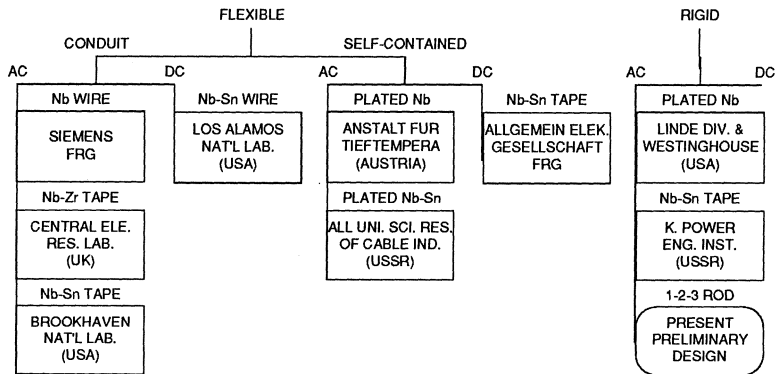 FLEXIBLE
RIGID
CONDUIT
SELF-CONTAINED
AC
DC
AC
DC
AC
DC
Nb WIRE
SIEMENS
FRG
Nb-Zr TAPE
CENTRAL ELE.
RES. LAB.
(UK)
Nb-Sn TAPE
BROOKHAVEN
NAT'L LAB.
(USA)
Nb-Sn WIRE
LOS ALAMOS
NAT'L LAB.
(USA)
PLATED Nb
ANSTALT FUR
TIEFTEMPERA
(AUSTRIA)
PLATED Nb-Sn
ALL UNI. SCI. RES.
OF CABLE IND.
(USSR)
Nb-Sn TAPE
ALLGEMEIN ELEK.
GESELLSCHAFT
FRG
PLATED Nb
LINDE DIV. &
WESTINGHOUSE
(USA)
Nb-Sn TAPE
K. POWER
ENG. INST.
(USSR)
1-2-3 ROD
PRESENT
PRELIMINARY
DESIGN